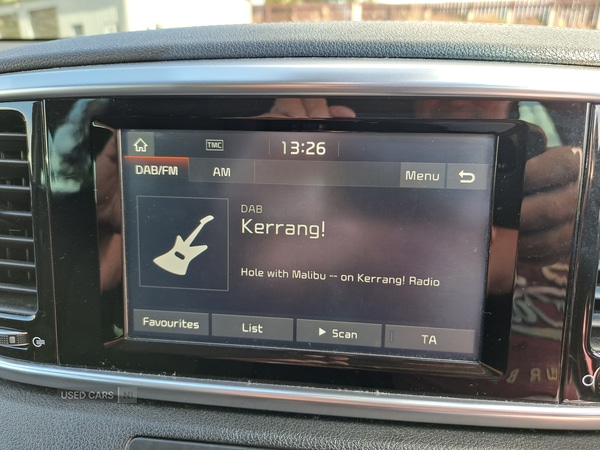 TMC
13:26
DAB/FM
AM
Menu
DAB
Kerrang!
Hole with Malibu -- on Kerrang! Radio
Favourites
List
Scan
TA
USED CARS NI